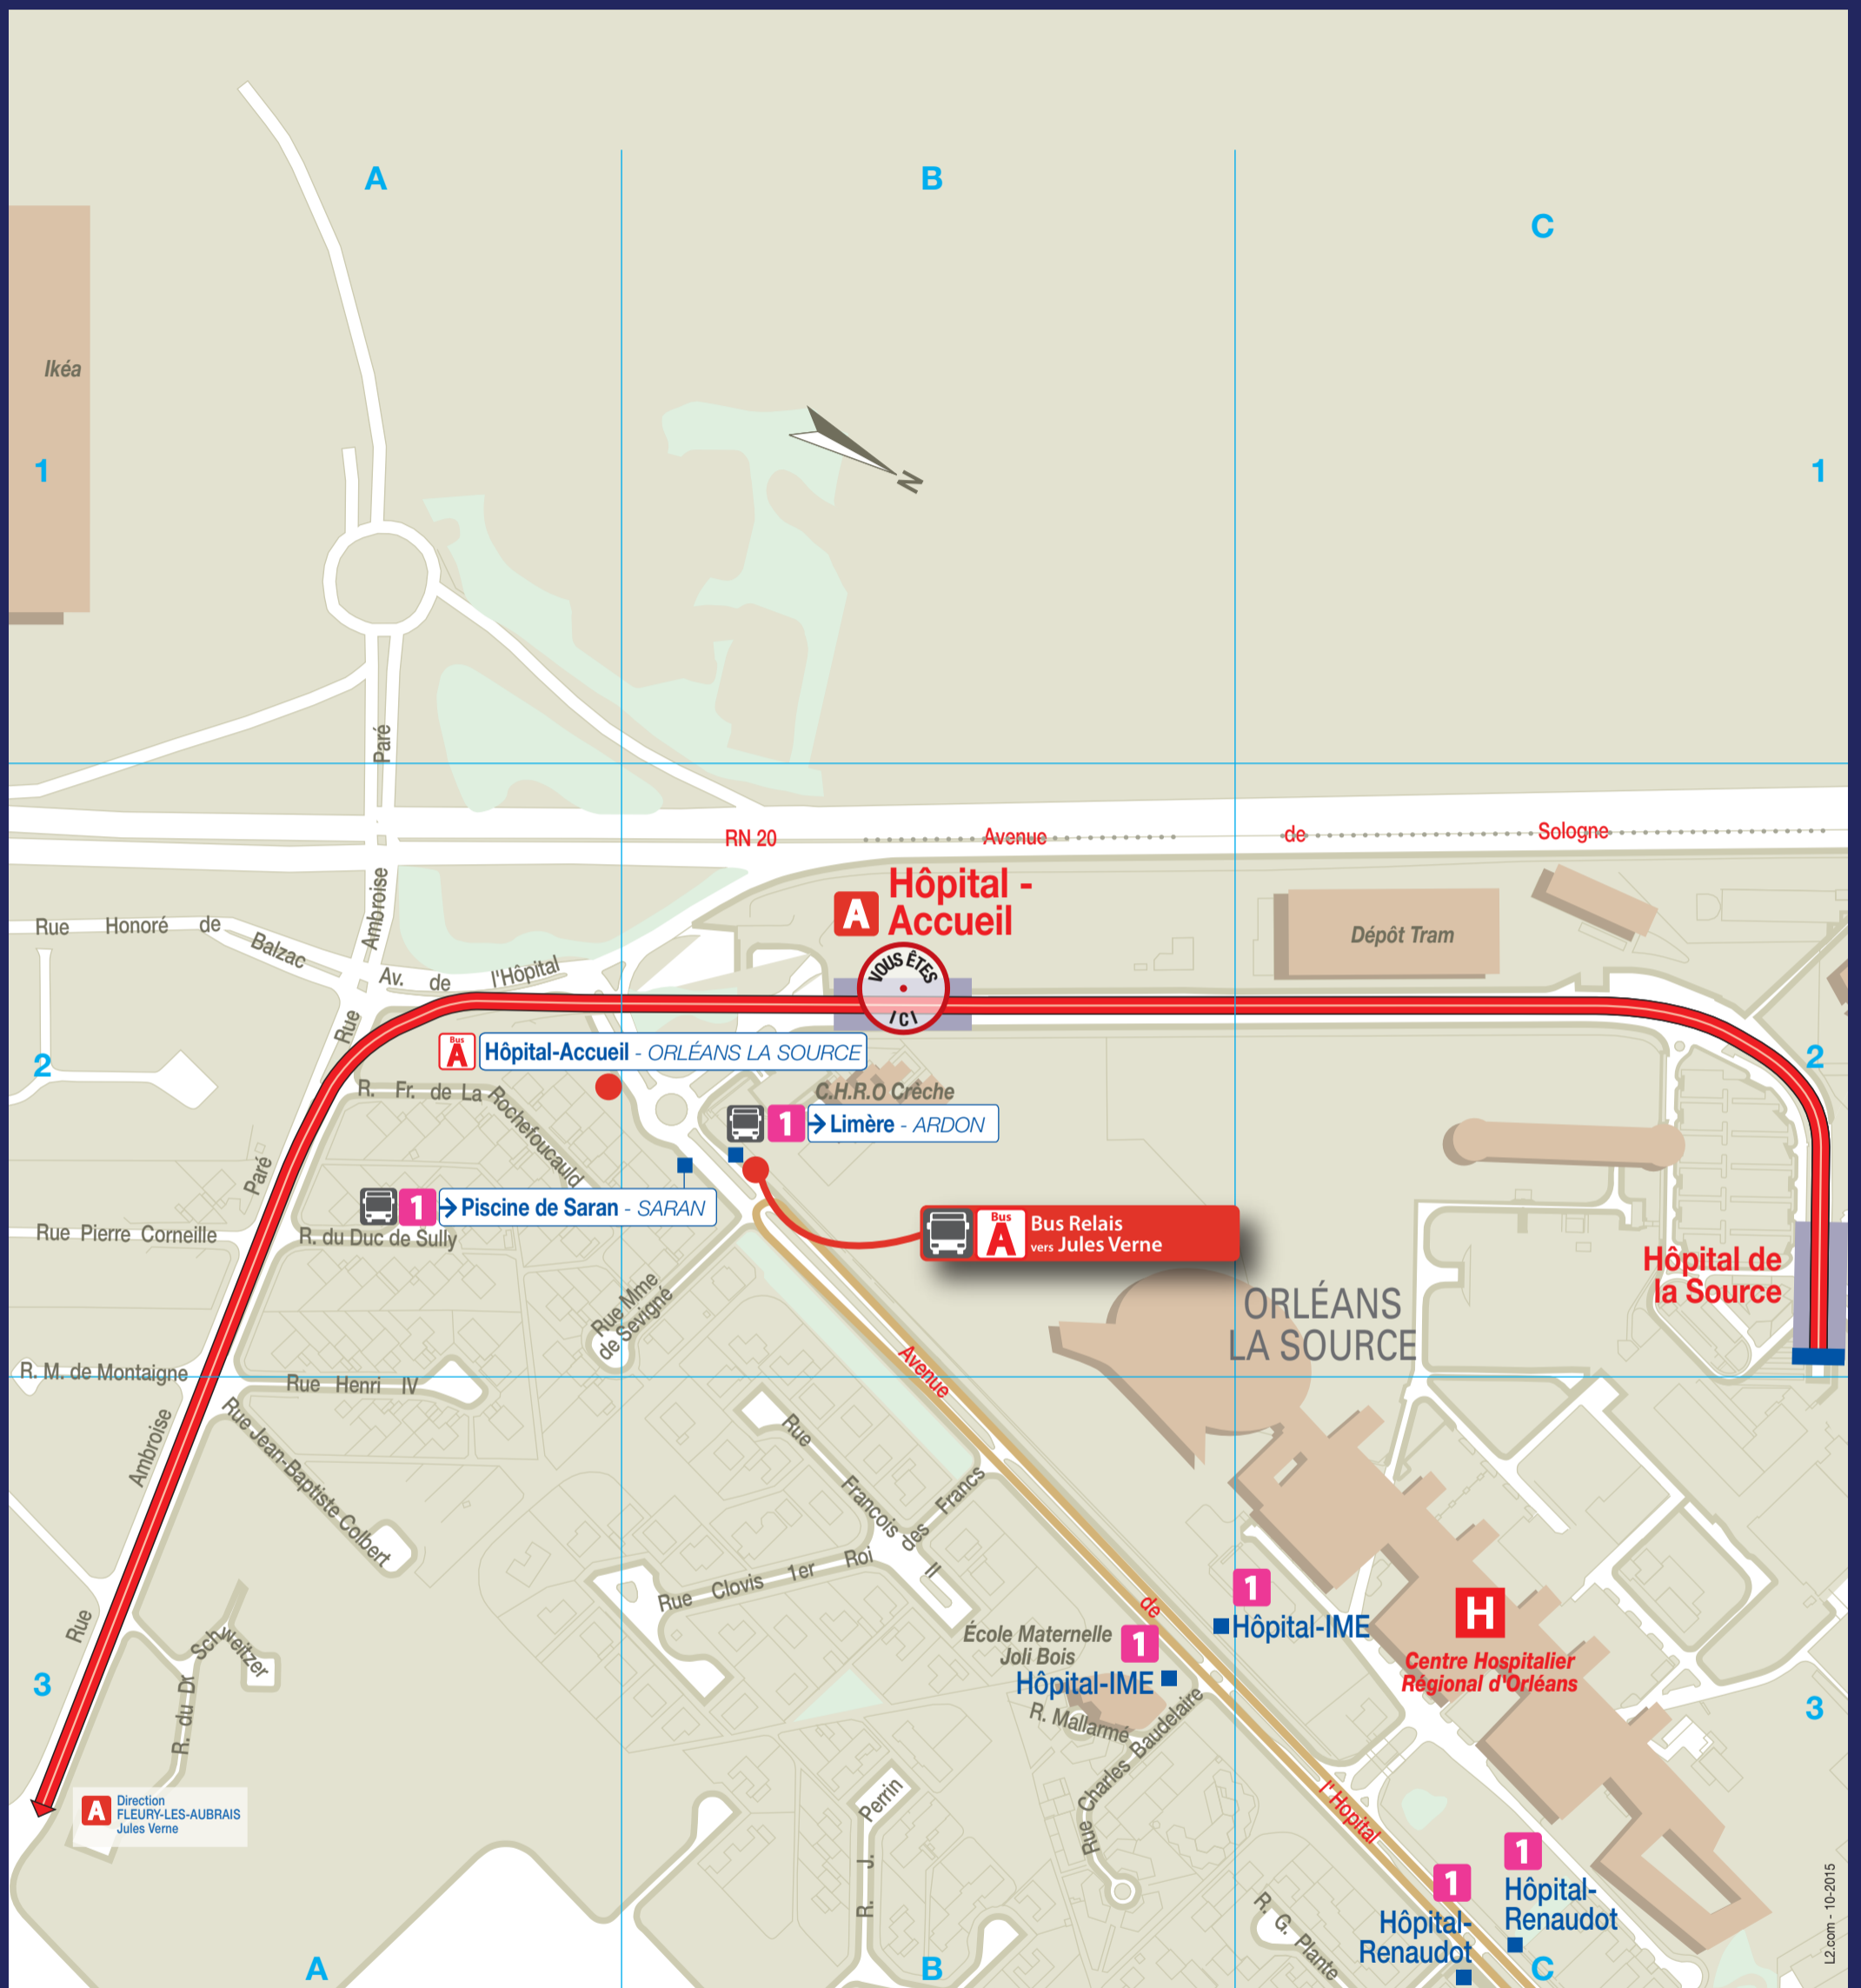 A
B
C
Ikéa
1
1
N
Paré
RN 20
Avenue
de
Sologne
Hôpital -
A
Accueil
Ambroise
Rue Honoré de
Balzac
Av. de l'Hôpital
Dépôt Tram
VOUS ÊTES
ICI
Rue
Bus
A
Hôpital-Accueil - ORLÉANS LA SOURCE
2
2
R. Fr. de La
Rochefoucauld
C.H.R.O Crèche
1
Limère - ARDON
Paré
1
Piscine de Saran - SARAN
Rue Pierre Corneille
R. du Duc de Sully
Bus
A
Bus Relais
vers Jules Verne
Hôpital de
la Source
Rue Mme
de Sevigné
ORLÉANS
LA SOURCE
R. M. de Montaigne
Rue Henri IV
Avenue
Rue Jean-Baptiste Colbert
Ambroise
Rue
François
II
des Francs
Rue Clovis 1er Roi
de
1
Hôpital-IME
École Maternelle
Joli Bois
1
Hôpital-IME
H
Centre Hospitalier
Régional d'Orléans
Rue
R. du Dr Schweitzer
3
3
R. Mallarmé
Rue Charles Baudelaire
l'Hopital
A
Direction
FLEURY-LES-AUBRAIS
Jules Verne
R. J. Perrin
1
Hôpital-
Renaudot
1
Hôpital-
Renaudot
R. G. Plante
L2.com - 10-2015
A
B
C